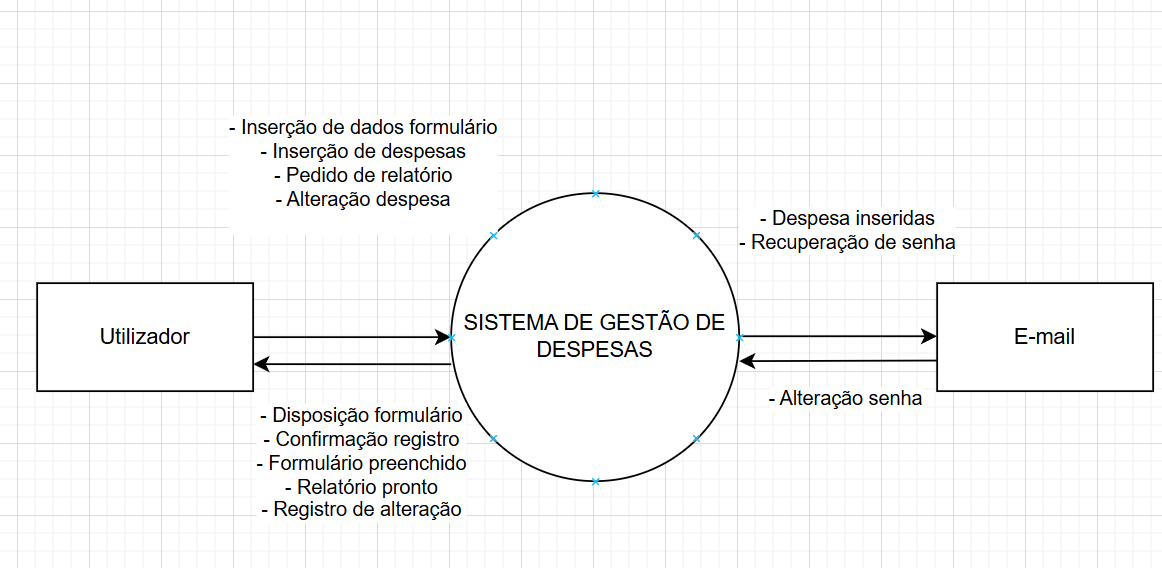 - Inserção de dados formulário
- Inserção de despesas
- Pedido de relatório
- Alteração despesa
- Despesa inseridas
- Recuperação de senha
Utilizador
SISTEMA DE GESTÃO DE
DESPESAS
E-mail
- Alteração senha
- Disposição formulário
- Confirmação registro
- Formulário preenchido
- Relatório pronto
- Registro de alteração